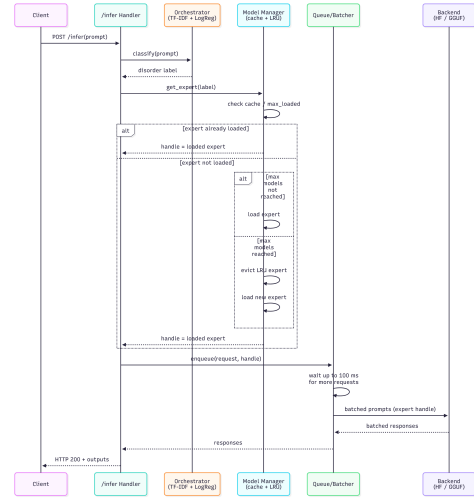 Client
/infer Handler
Orchestrator
(TF-IDF + LogReg)
Model Manager
(cache + LRU)
Queue/Batcher
Backend
(HF / GGUF)
POST /infer(prompt)
classify(prompt)
disorder label
get_expert(label)
check cache / max_loaded
alt
[expert already loaded]
handle = loaded expert
[expert not loaded]
alt
[max
models
not
reached]
load expert
[max
models
reached]
evict LRU expert
load new expert
handle = loaded expert
enqueue(request, handle)
wait up to 100 ms
for more requests
batched prompts (expert handle)
batched responses
responses
HTTP 200 + outputs
Client
/infer Handler
Orchestrator
(TF-IDF + LogReg)
Model Manager
(cache + LRU)
Queue/Batcher
Backend
(HF / GGUF)